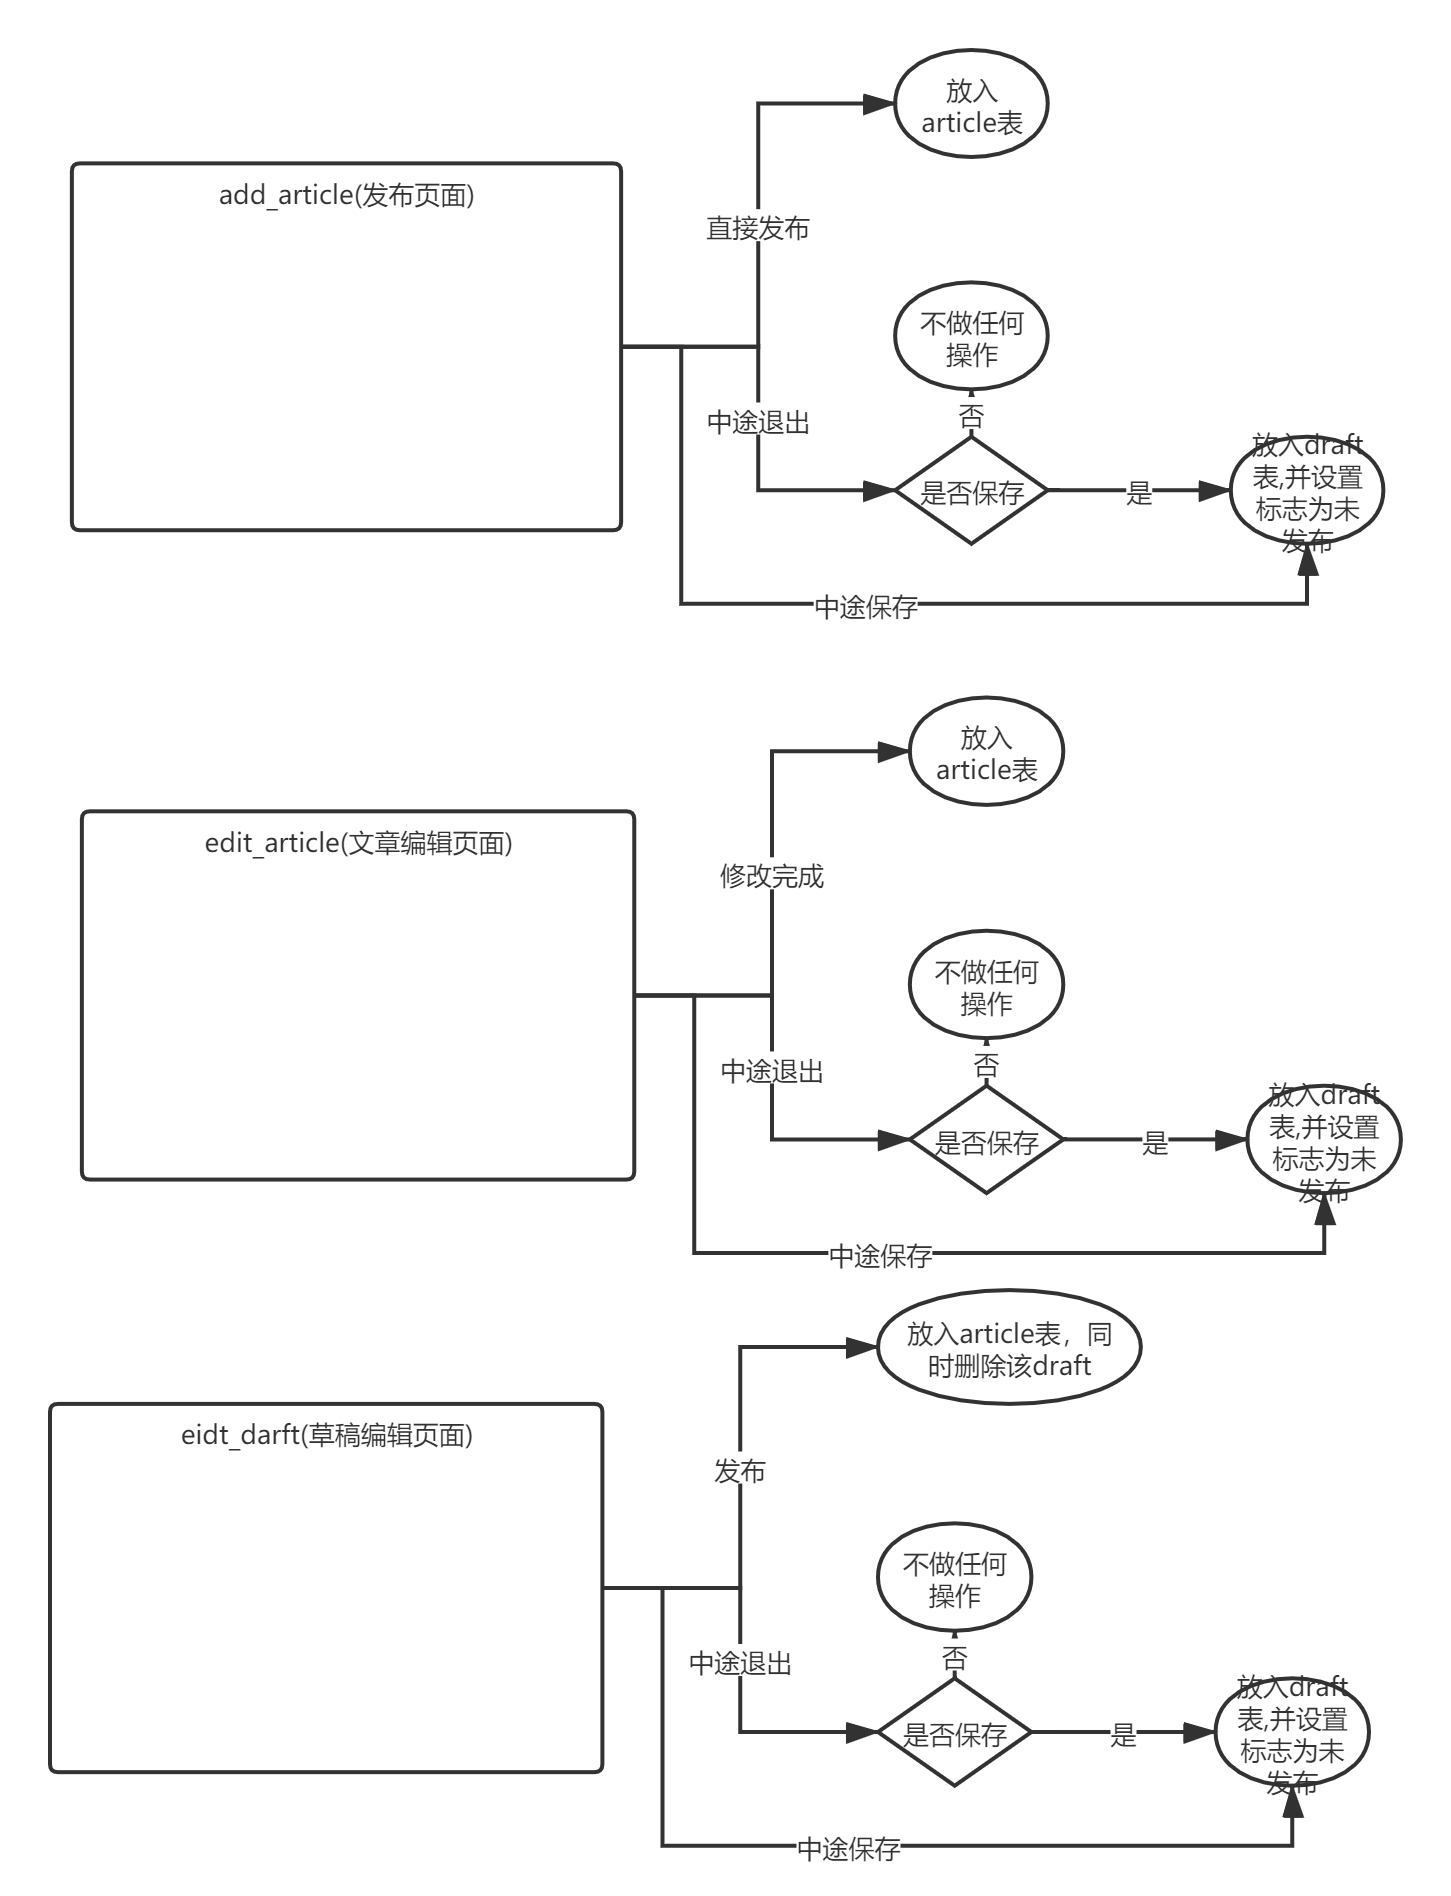 放入
article表
add_article(发布页面)
直接发布
不做任何
操作
中途退出
否
是否保存
是
放入draft
表,并设置
标志为未
发布
中途保存
放入
article表
edit_article(文章编辑页面)
修改完成
不做任何
操作
中途退出
否
是否保存
是
放入draft
表,并设置
标志为未
发布
中途保存
放入article表，同
时删除该draft
eidt_darft(草稿编辑页面)
发布
不做任何
操作
中途退出
否
是否保存
是
放入draft
表,并设置
标志为未
发布
中途保存